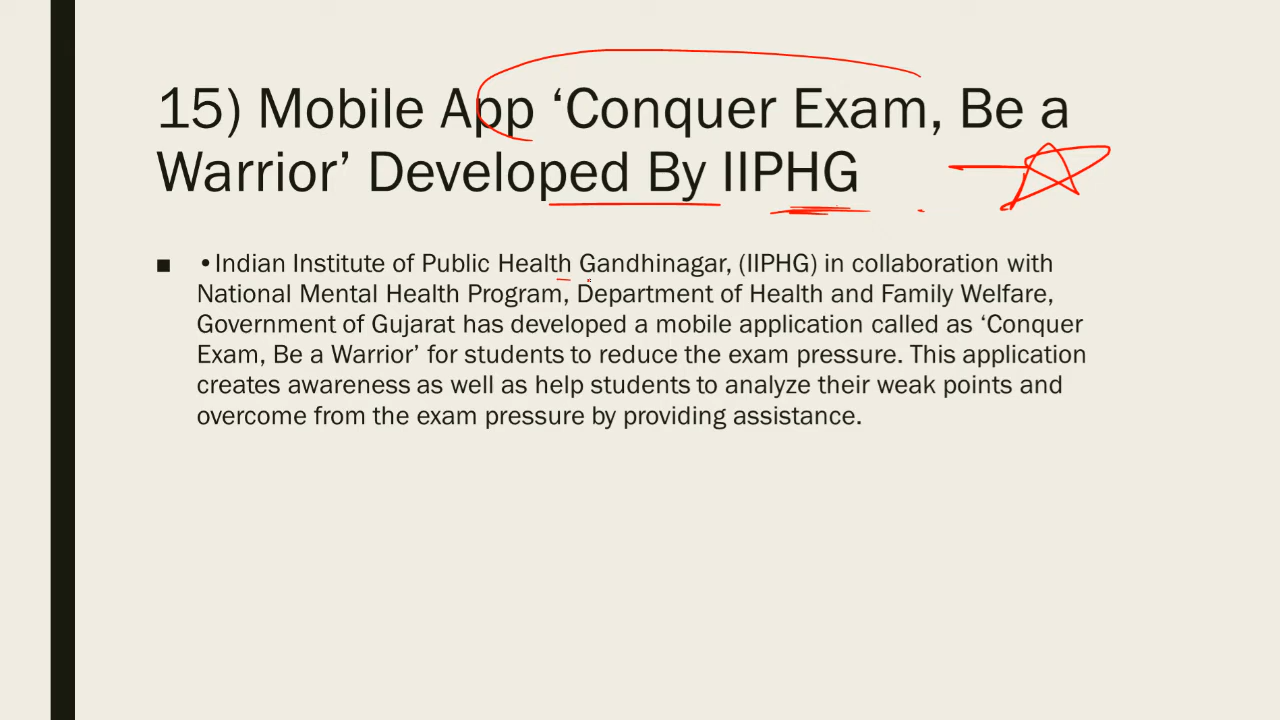 15) Mobile App ‘Conquer Exam, Be a
Warrior’ Developed By IIPHG
■ •Indian Institute of Public Health Gandhinagar, (IIPHG) in collaboration with
National Mental Health Program, Department of Health and Family Welfare,
Government of Gujarat has developed a mobile application called as ‘Conquer
Exam, Be a Warrior’ for students to reduce the exam pressure. This application
creates awareness as well as help students to analyze their weak points and
overcome from the exam pressure by providing assistance.